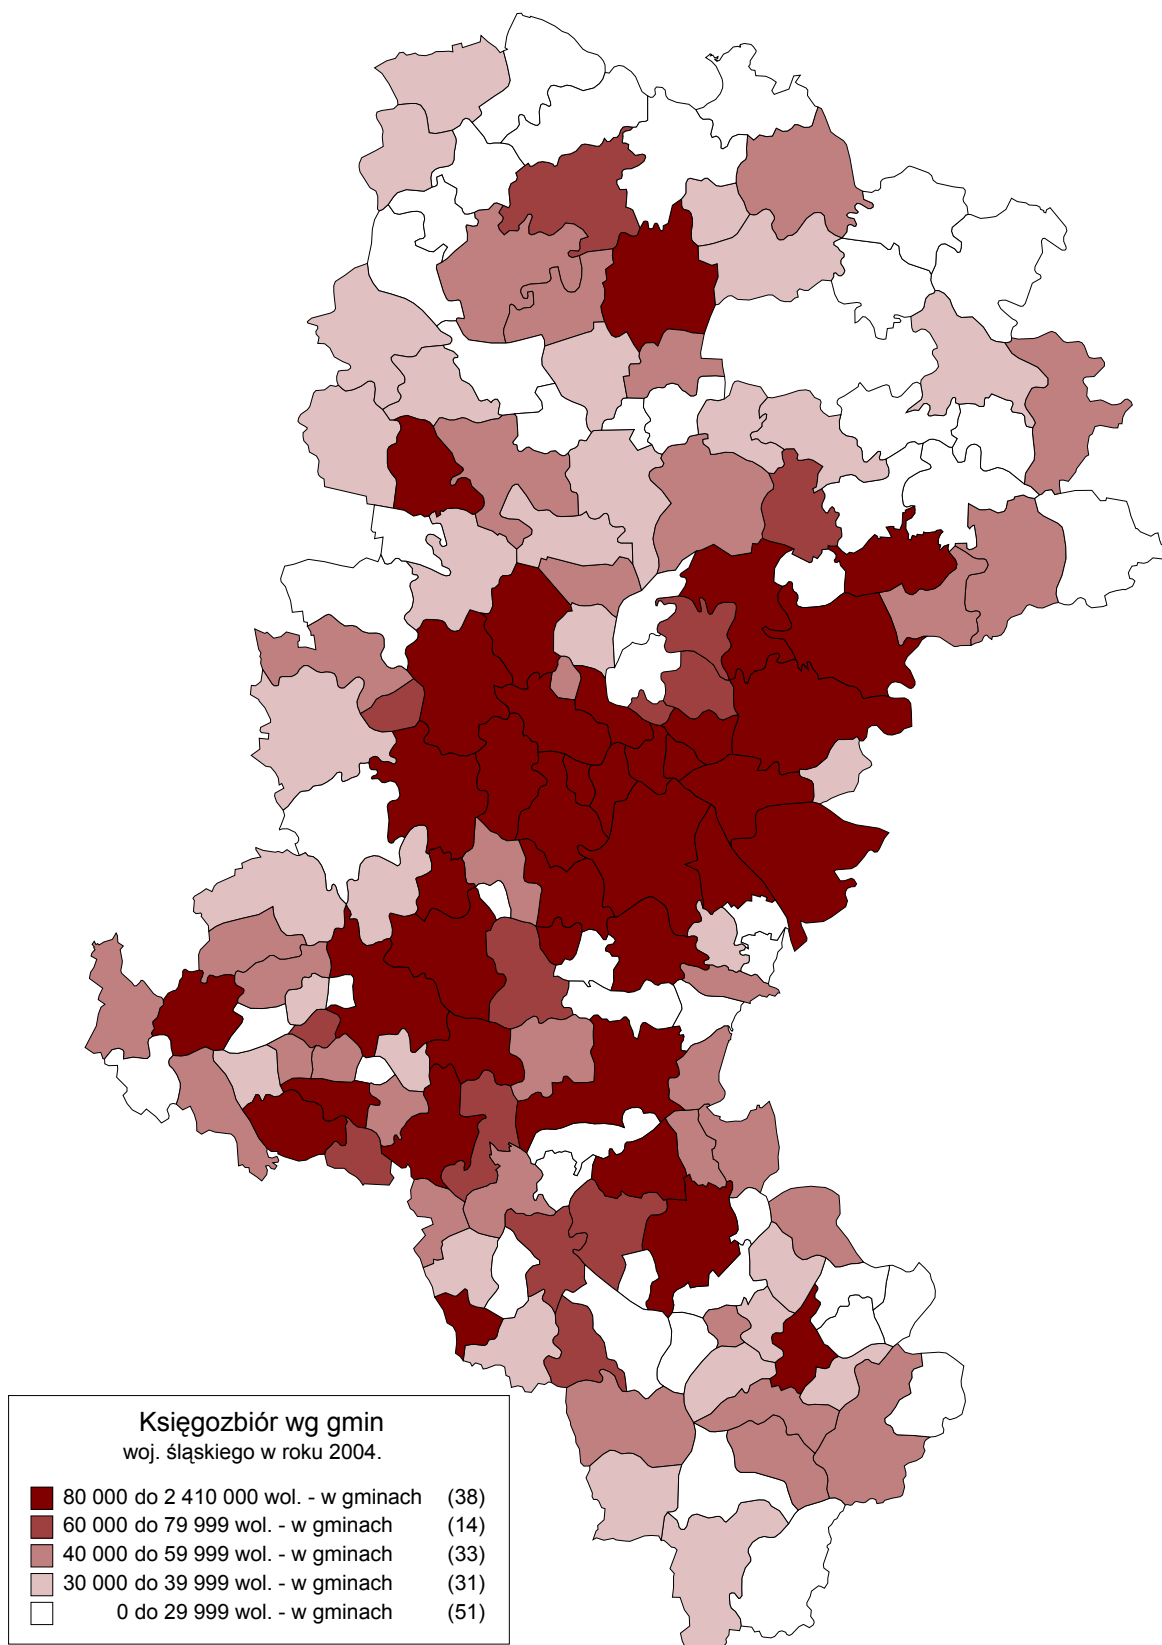 Księgozbiór wg gmin
woj. śląskiego w roku 2004.
80 000 do 2 410 000 wol. - w gminach (38)
60 000 do 79 999 wol. - w gminach (14)
40 000 do 59 999 wol. - w gminach (33)
30 000 do 39 999 wol. - w gminach (31)
0 do 29 999 wol. - w gminach (51)